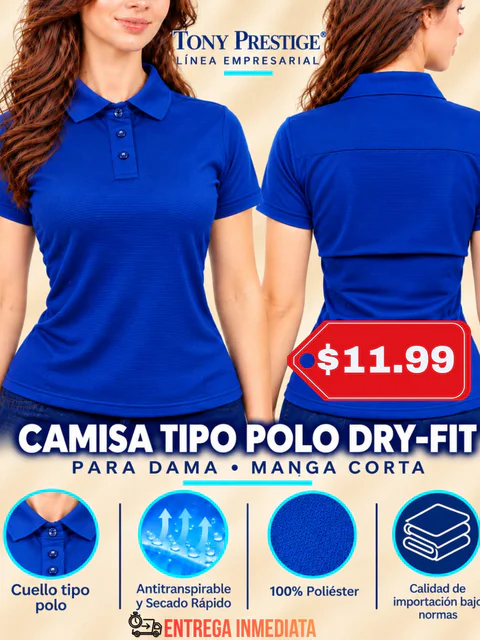 TONY PRESTIGE®
LÍNEA EMPRESARIAL
$11.99
CAMISA TIPO POLO DRY-FIT
PARA DAMA • MANGA CORTA
Cuello tipo
polo
Antitranspirable
y Secado Rápido
100% Poliéster
Calidad de
importación bajo
normas
ENTREGA INMEDIATA